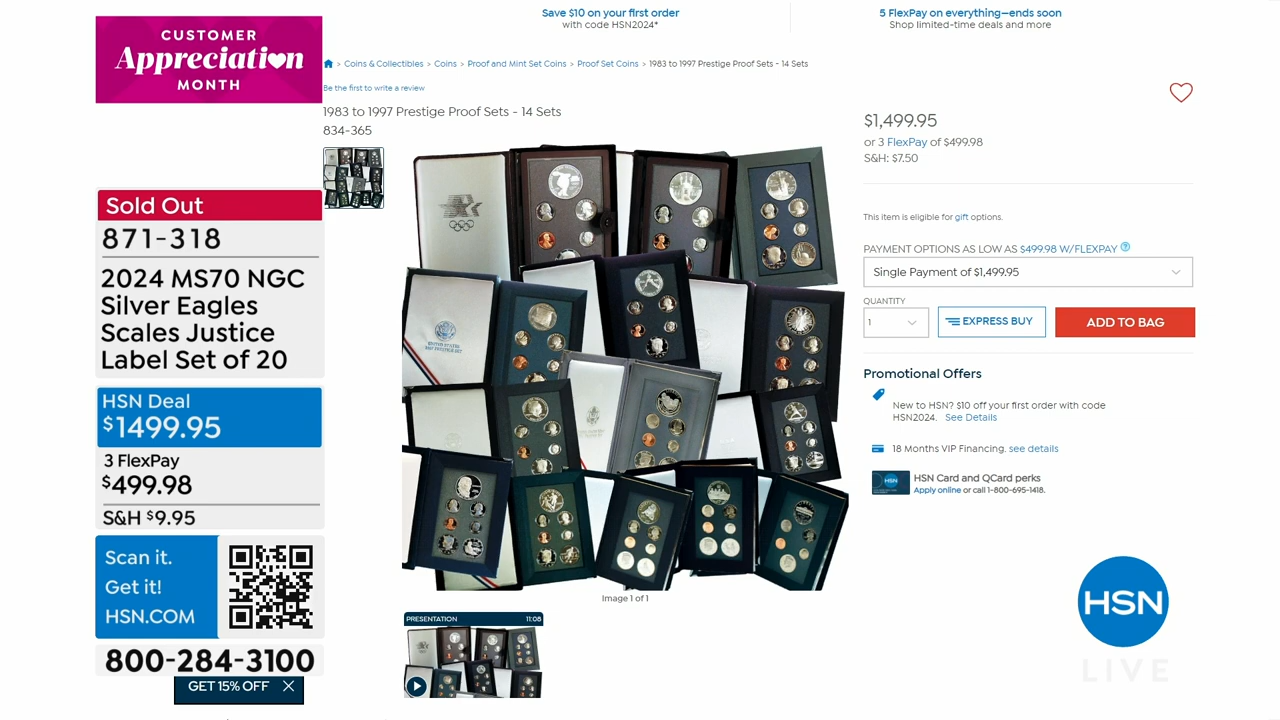 CUSTOMER
Appreciation
MONTH
Save $10 on your first order
with code HSN2024*
5 FlexPay on everything—ends soon
Shop limited-time deals and more
> Coins & Collectibles > Coins > Proof and Mint Set Coins > Proof Set Coins > 1983 to 1997 Prestige Proof Sets - 14 Sets
Be the first to write a review
1983 to 1997 Prestige Proof Sets - 14 Sets
834-365
$1,499.95
or 3 FlexPay of $499.98
S&H: $7.50
This item is eligible for gift options.
PAYMENT OPTIONS AS LOW AS $499.98 W/FLEXPAY ?
Single Payment of $1,499.95
QUANTITY
1
EXPRESS BUY
ADD TO BAG
Promotional Offers
New to HSN? $10 off your first order with code
HSN2024. See Details
18 Months VIP Financing. see details
HSN
HSN Card and QCard perks
Apply online or call 1-800-695-1418.
Sold Out
871-318
2024 MS70 NGC
Silver Eagles
Scales Justice
Label Set of 20
HSN Deal
$1499.95
3 FlexPay
$499.98
S&H $9.95
Scan it.
Get it!
HSN.COM
800-284-3100
GET 15% OFF X
Image 1 of 1
PRESENTATION 11:08
HSN
LIVE